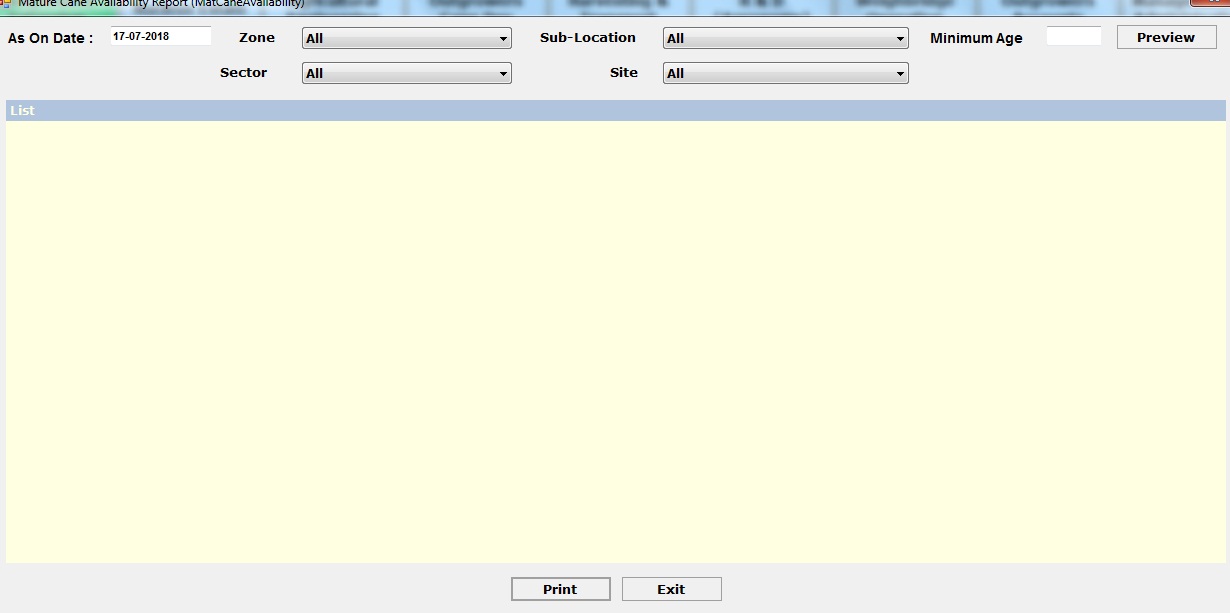 Mature Cane Availability Report (MatCaneAvailability)
As On Date : 17-07-2018 Zone All Sub-Location All Minimum Age Preview
Sector All Site All
List
Print Exit